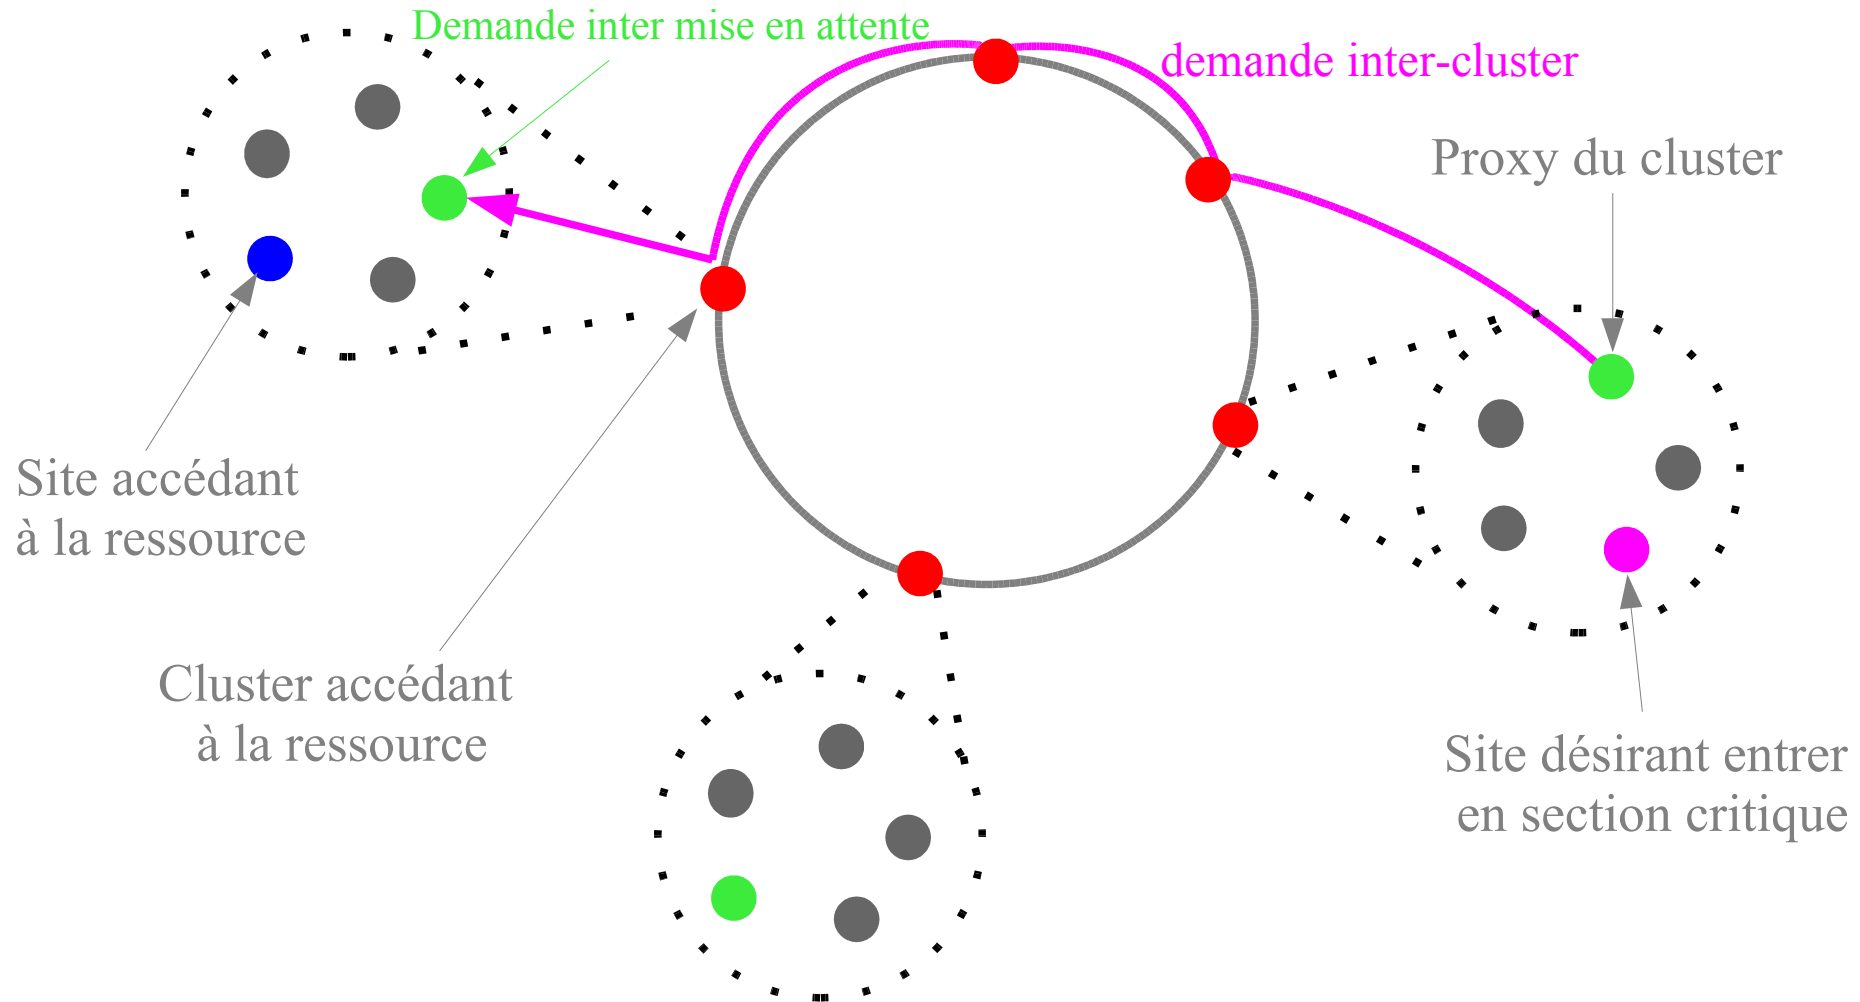 Demande inter mise en attente
demande inter-cluster
Proxy du cluster
Site accédant
à la ressource
Cluster accédant
à la ressource
Site désirant entrer
en section critique